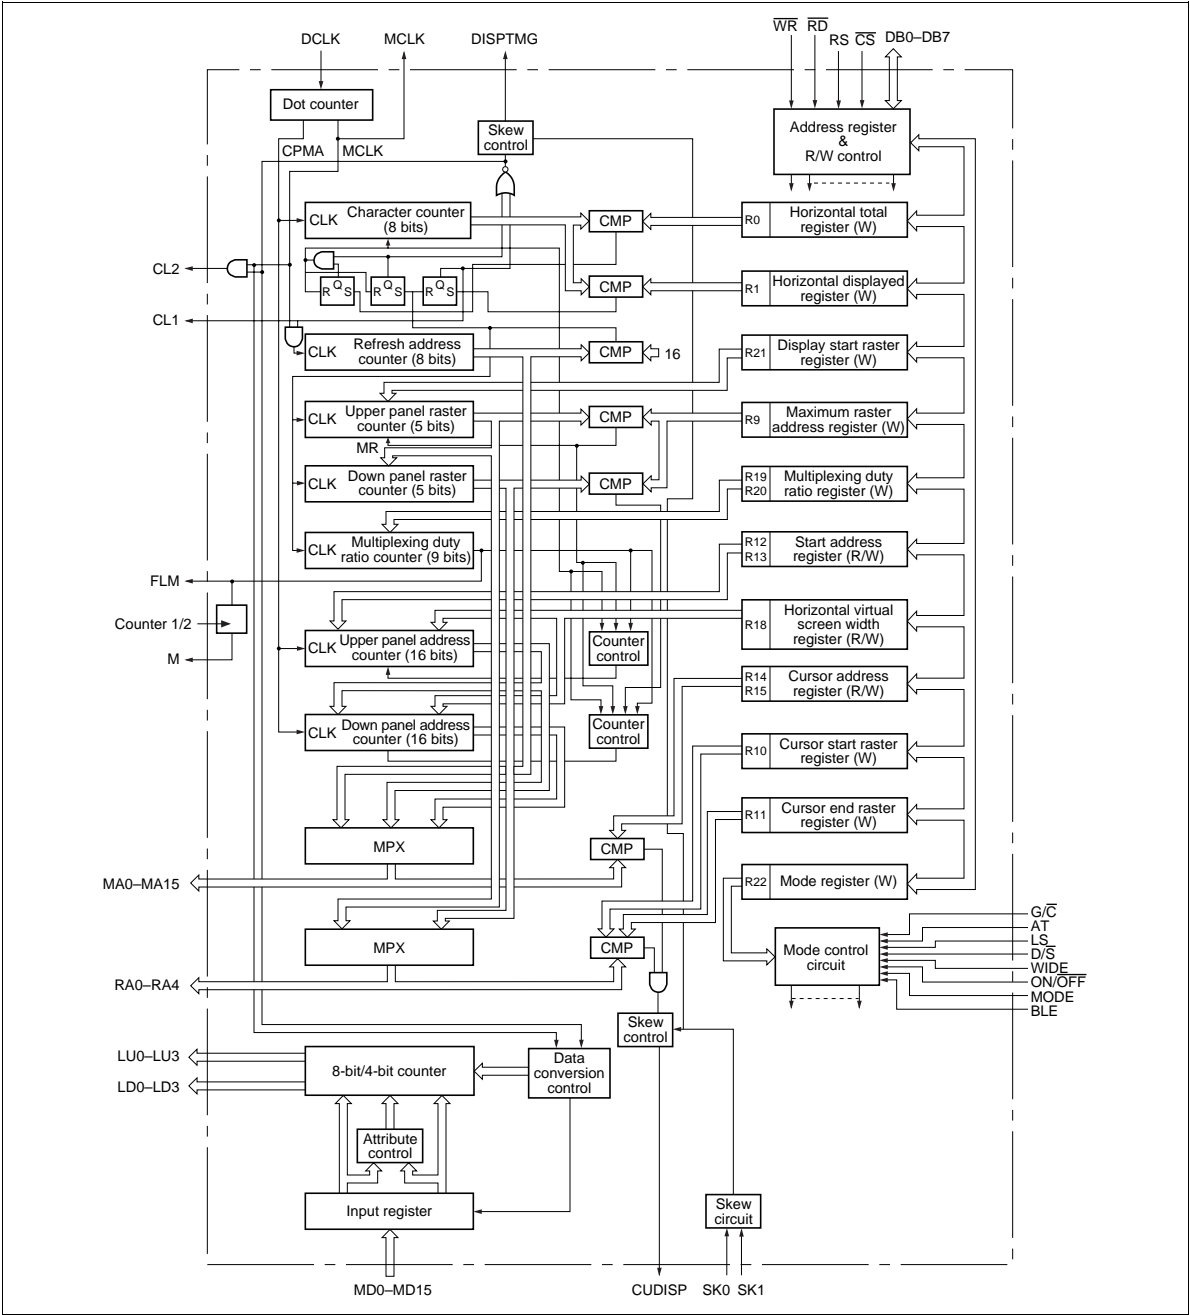 DCLK MCLK DISPTMG W̅R̅ R̅D̅ RS C̅S̅ DB0–DB7
Dot counter
CPMA MCLK
Skew
control
Address register
&
R/W control
CLK Character counter
(8 bits)
CMP
R0 Horizontal total
register (W)
CL2
R Q S R Q S R Q S
CMP
R1 Horizontal displayed
register (W)
CL1
CLK Refresh address
counter (8 bits)
CMP 16
R21 Display start raster
register (W)
CLK Upper panel raster
counter (5 bits)
CMP
R9 Maximum raster
address register (W)
MR
CLK Down panel raster
counter (5 bits)
CMP
R19
R20
Multiplexing duty
ratio register (W)
CLK Multiplexing duty
ratio counter (9 bits)
R12
R13
Start address
register (R/W)
FLM
Counter 1/2
M
R18 Horizontal virtual
screen width
register (R/W)
CLK Upper panel address
counter (16 bits)
Counter
control
R14
R15
Cursor address
register (R/W)
CLK Down panel address
counter (16 bits)
Counter
control
R10 Cursor start raster
register (W)
R11 Cursor end raster
register (W)
MPX
CMP
MA0–MA15
R22 Mode register (W)
MPX
CMP
Mode control
circuit
G/C̅
AT
LS
D/S̅
WIDE
ON/O̅F̅F̅
MODE
BLE
RA0–RA4
Skew
control
LU0–LU3
LD0–LD3
8-bit/4-bit counter
Data
conversion
control
Attribute
control
Input register
Skew
circuit
MD0–MD15 CUDISP SK0 SK1